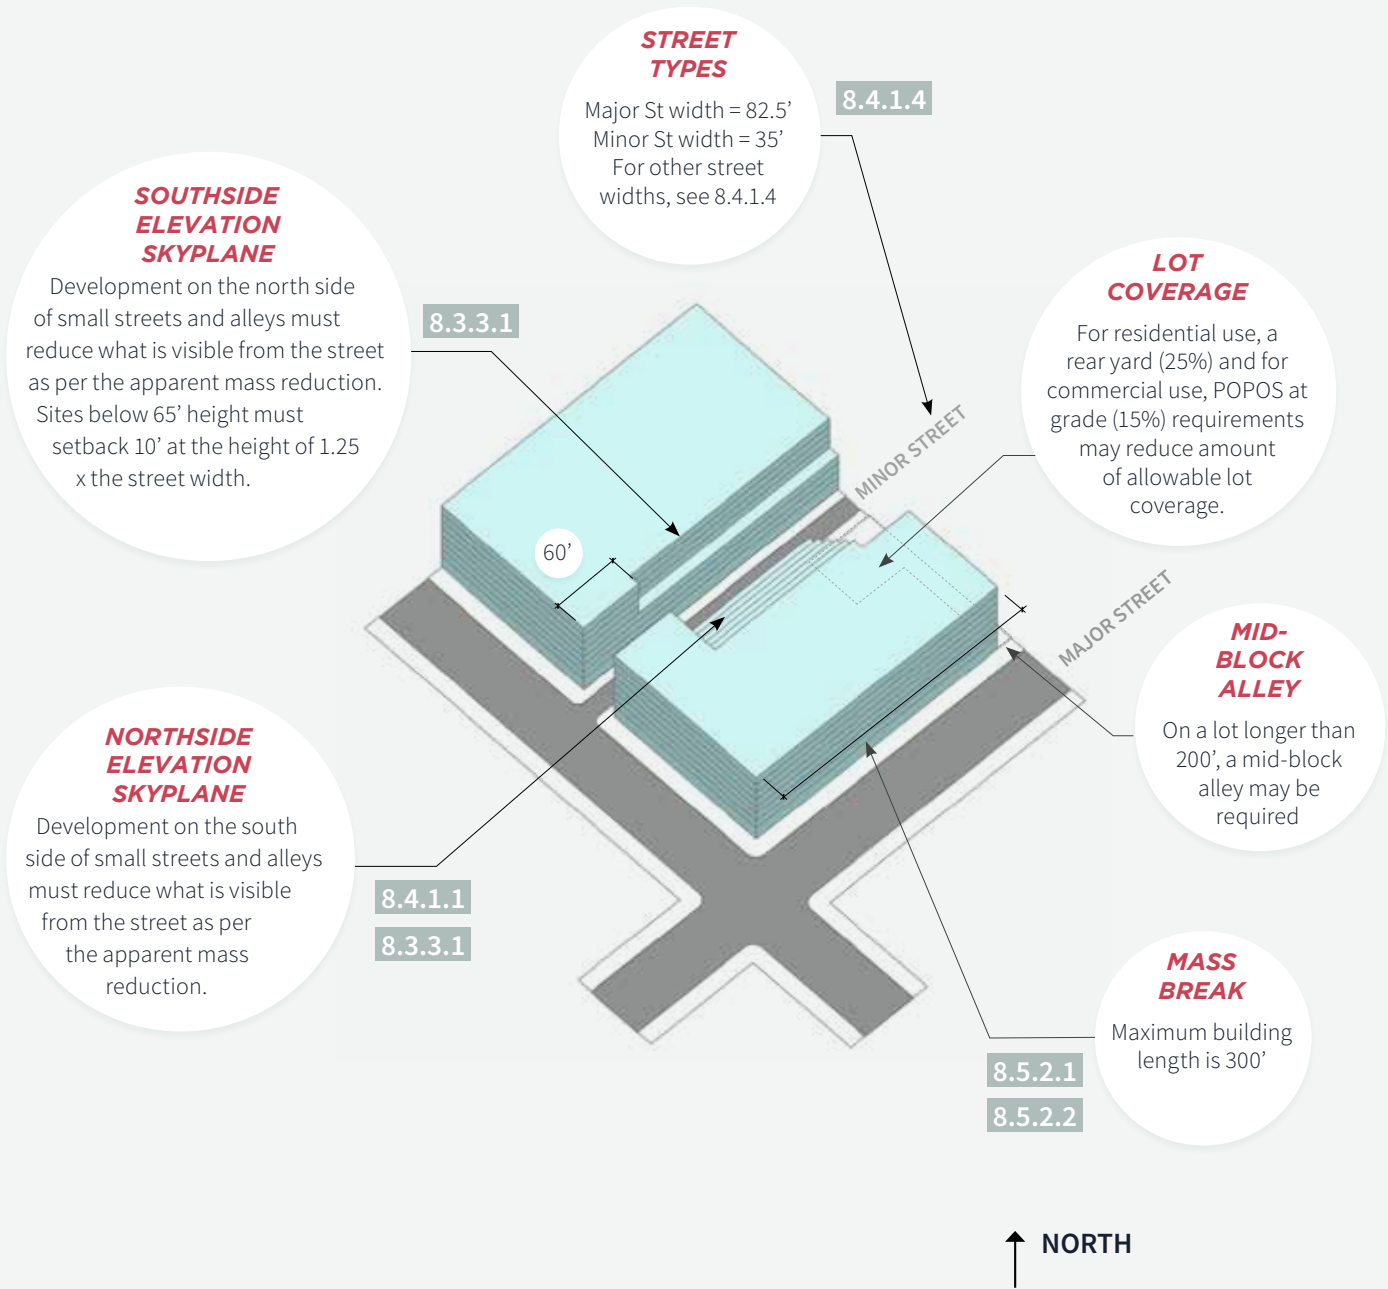 STREET
TYPES
Major St width = 82.5’
Minor St width = 35’
For other street
widths, see 8.4.1.4
8.4.1.4
SOUTHSIDE
ELEVATION
SKYPLANE
Development on the north side
of small streets and alleys must
reduce what is visible from the street
as per the apparent mass reduction.
Sites below 65’ height must
setback 10’ at the height of 1.25
x the street width.
8.3.3.1
LOT
COVERAGE
For residential use, a
rear yard (25%) and for
commercial use, POPOS at
grade (15%) requirements
may reduce amount
of allowable lot
coverage.
MINOR STREET
60’
MAJOR STREET
MID-
BLOCK
ALLEY
On a lot longer than
200’, a mid-block
alley may be
required
NORTHSIDE
ELEVATION
SKYPLANE
Development on the south
side of small streets and alleys
must reduce what is visible
from the street as per
the apparent mass
reduction.
8.4.1.1
8.3.3.1
MASS
BREAK
Maximum building
length is 300’
8.5.2.1
8.5.2.2
NORTH